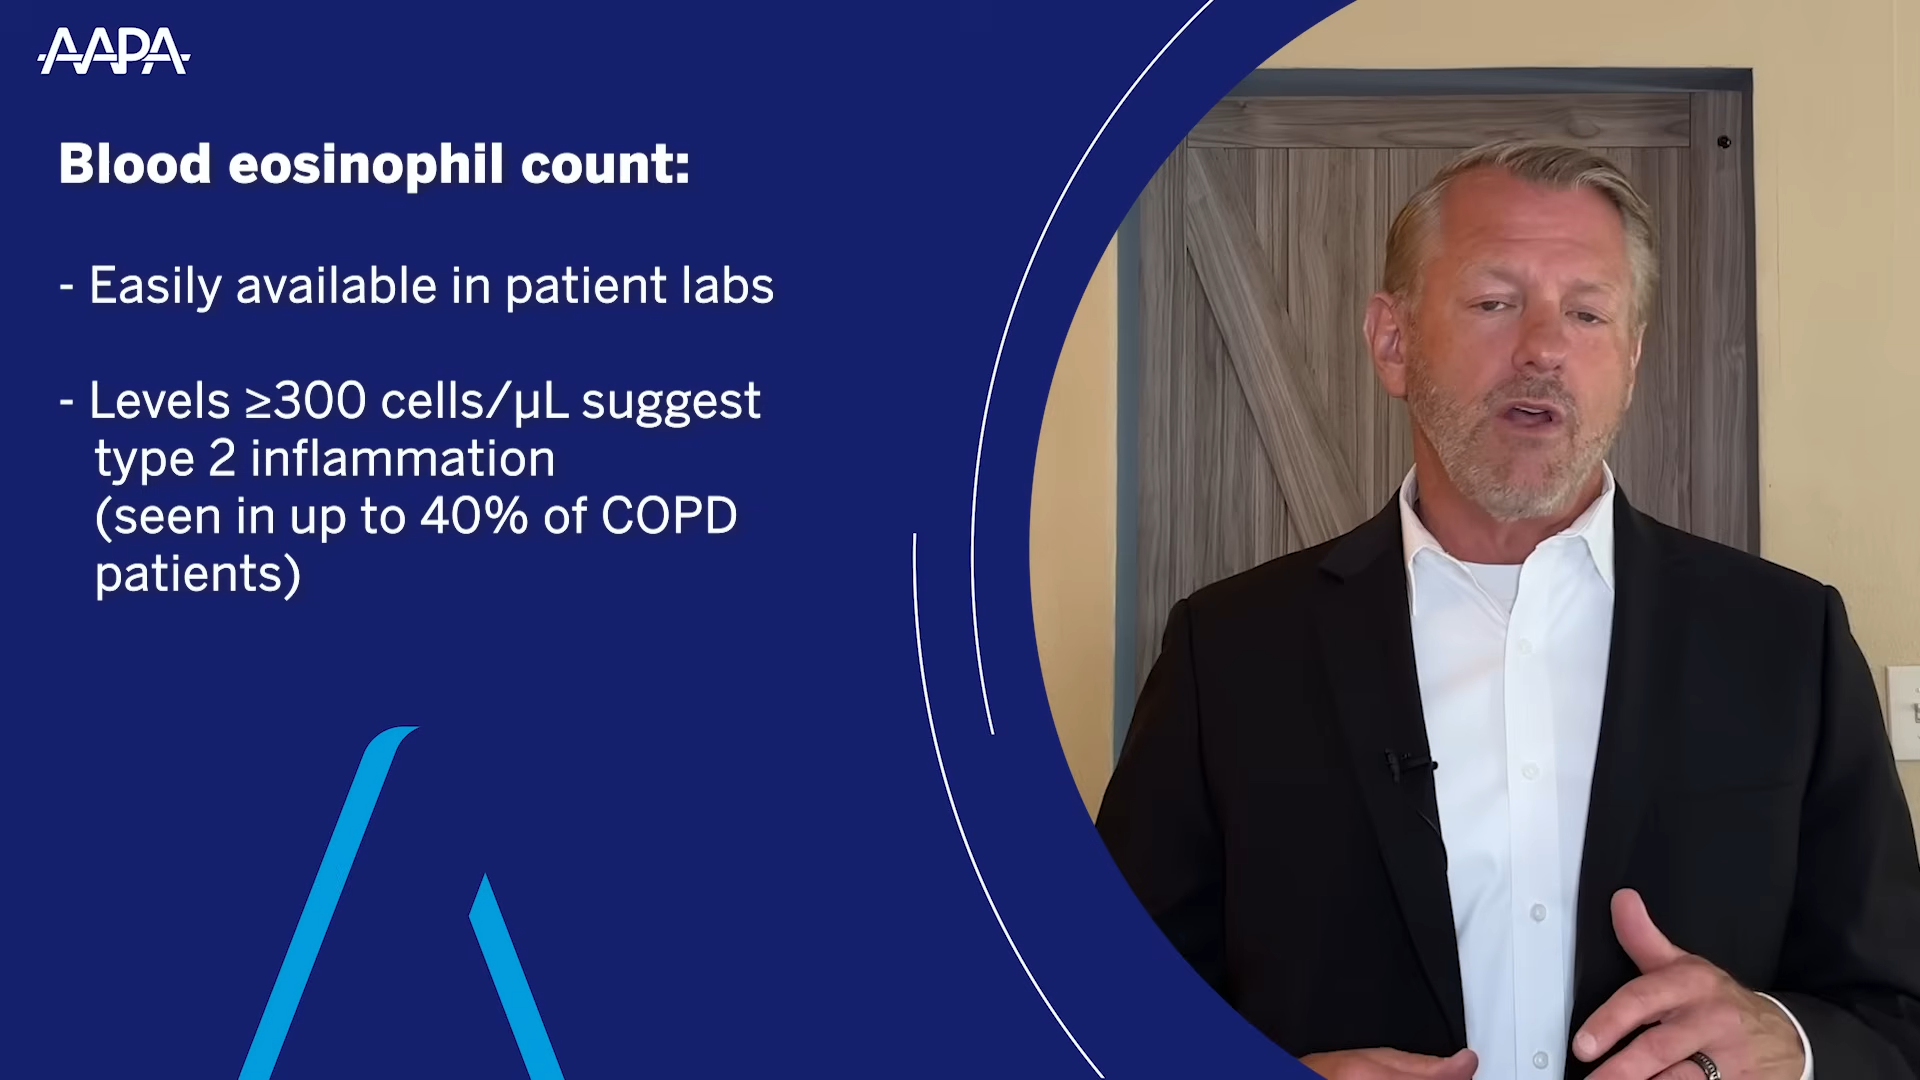 AAPA
Blood eosinophil count:
- Easily available in patient labs
- Levels ≥300 cells/µL suggest
type 2 inflammation
(seen in up to 40% of COPD
patients)